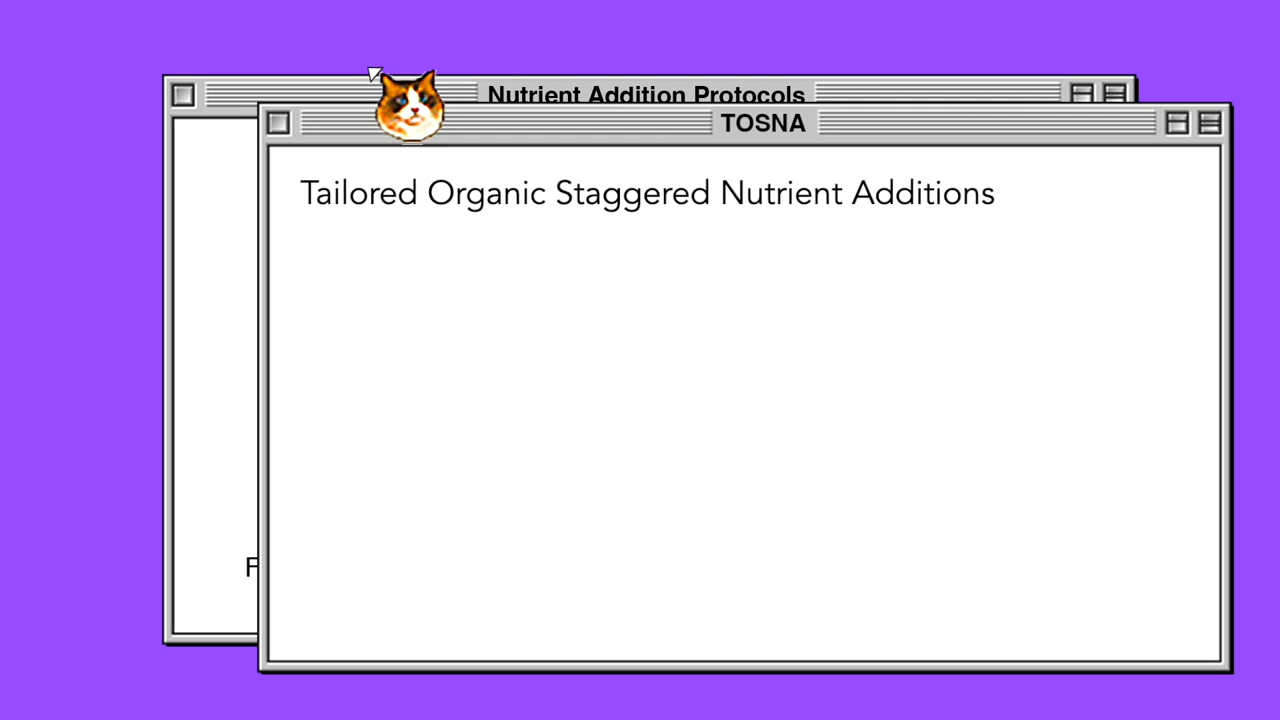 Nutrient Addition Protocols
TOSNA
Tailored Organic Staggered Nutrient Additions
F